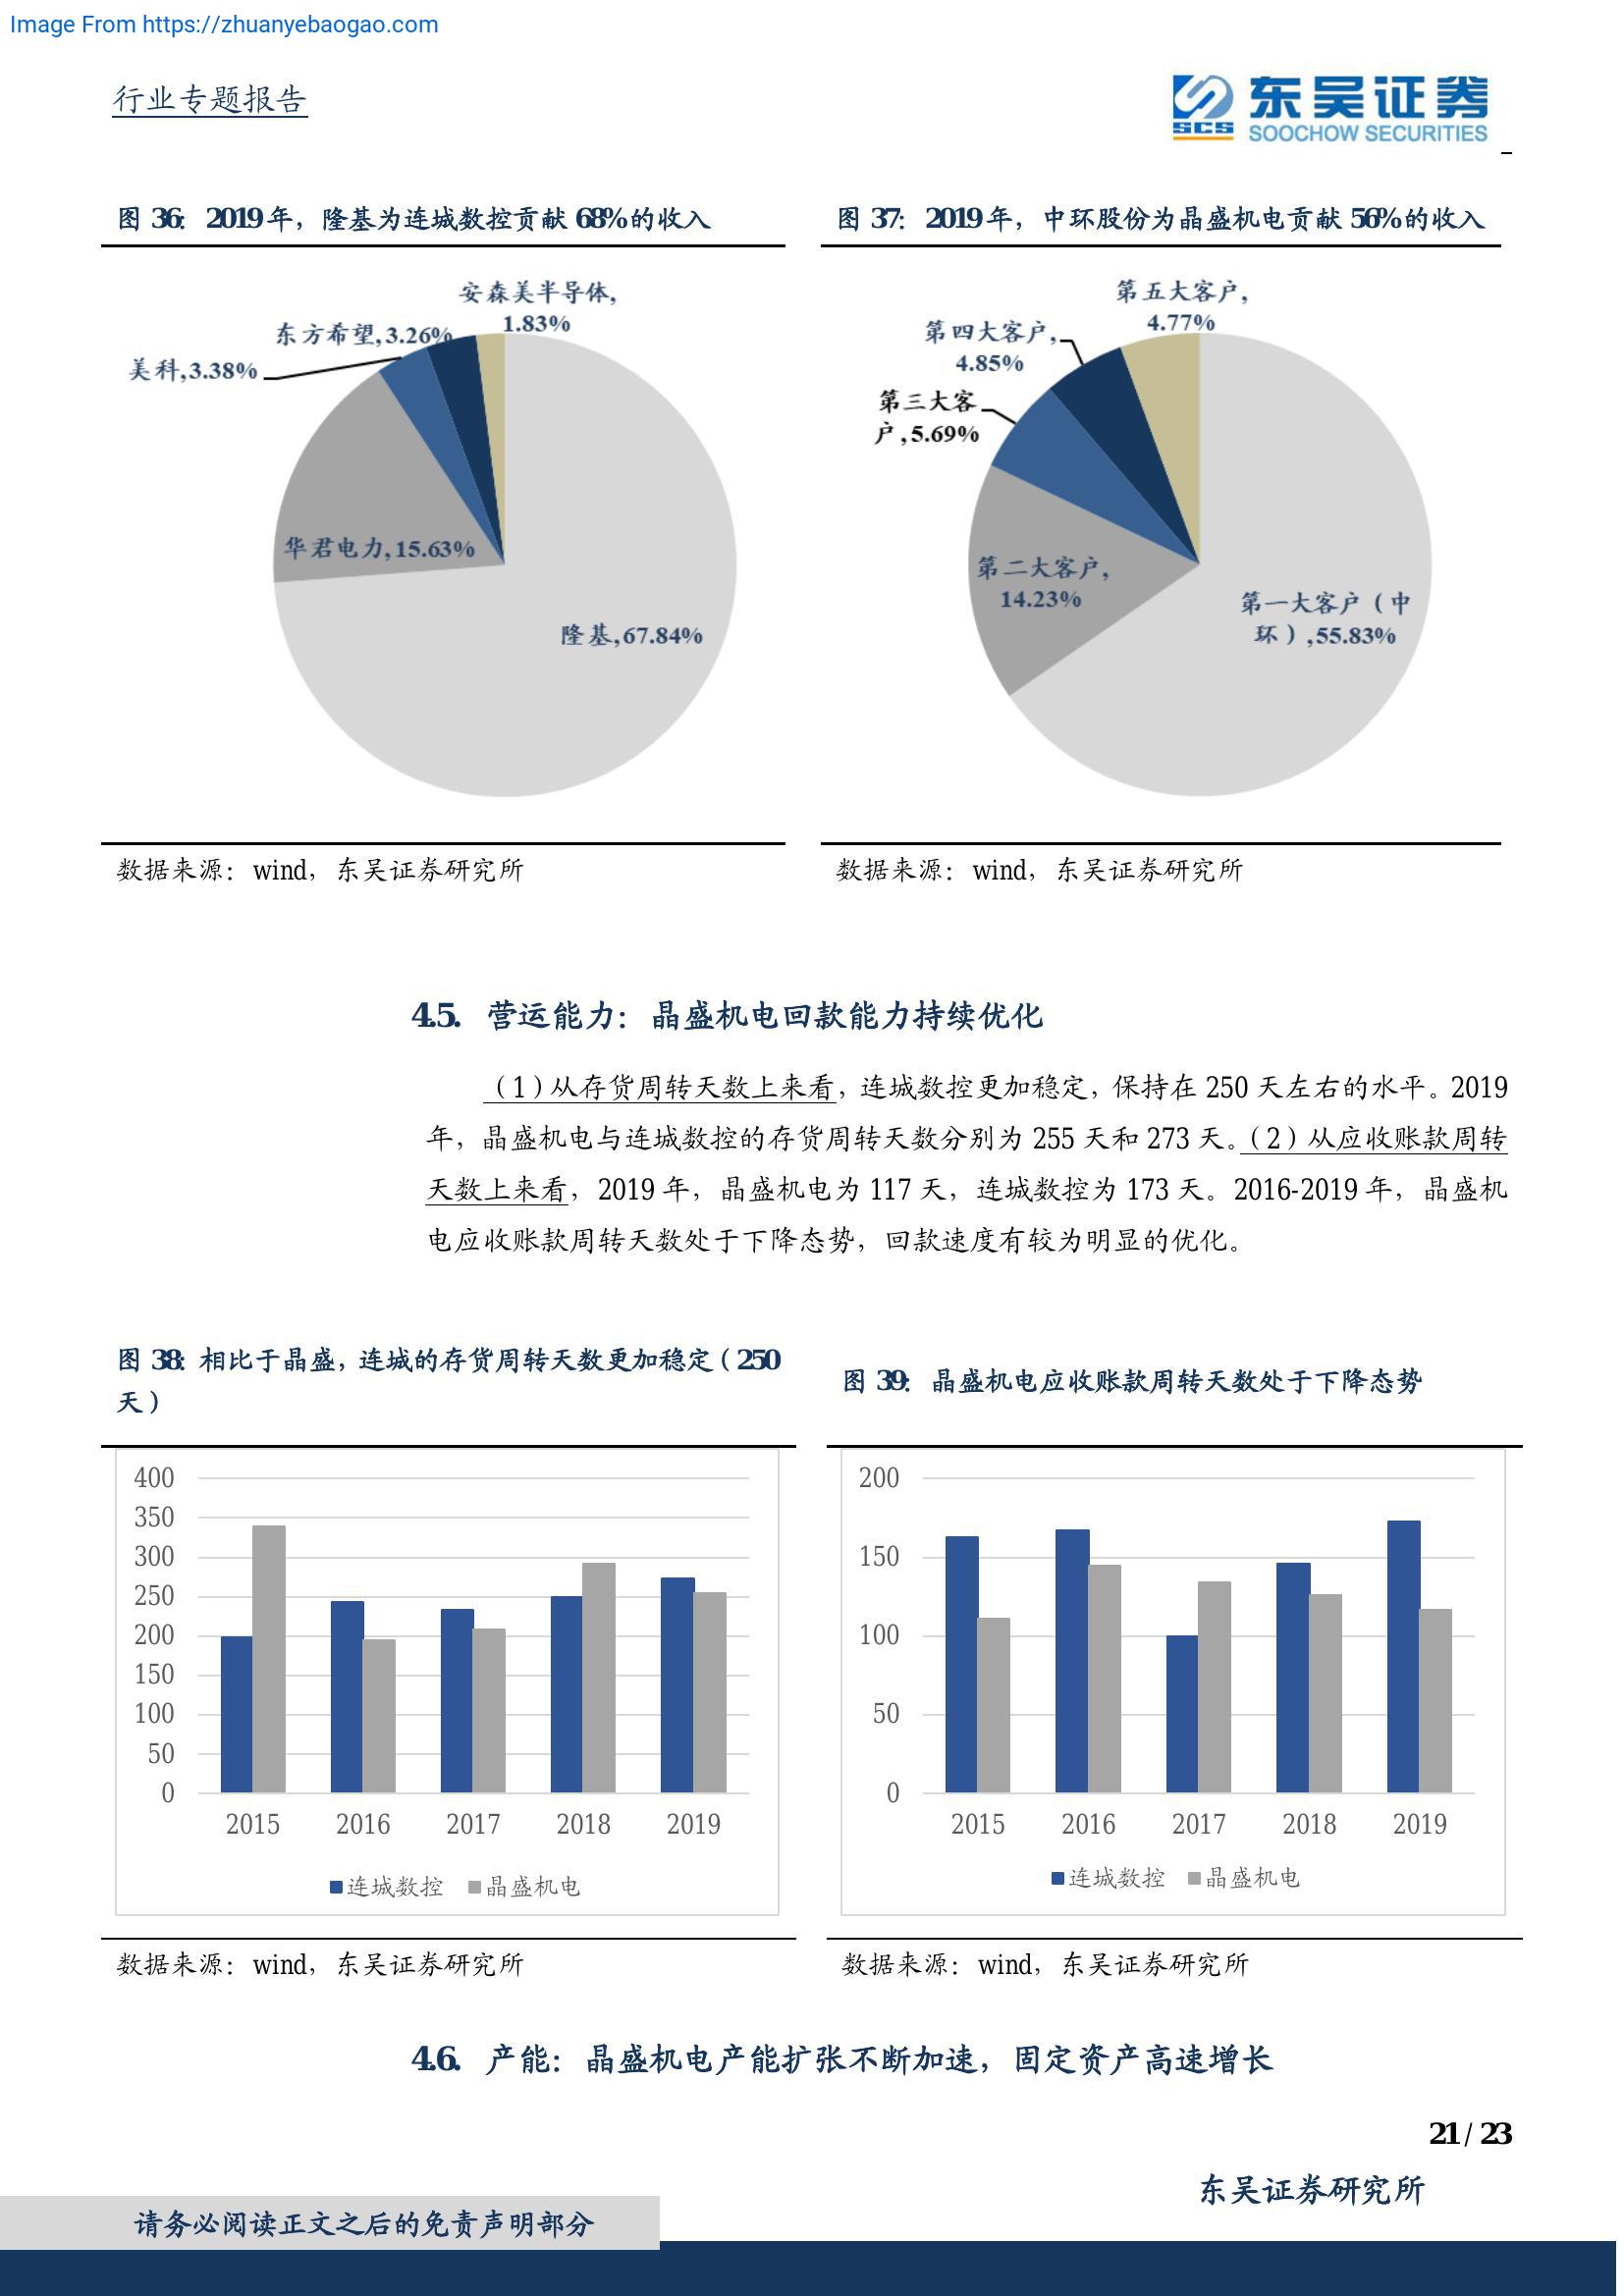 Image From https://zhuanyebaogao.com
行业专题报告
SCS
东吴证券
SOOCHOW SECURITIES
图 36： 2019 年，隆基为连城数控贡献 68%的收入
安森美半导体,
1.83%
东方希望,3.26%
美科,3.38%
华君电力,15.63%
隆基,67.84%
数据来源：wind，东吴证券研究所
图 37： 2019 年，中环股份为晶盛机电贡献 56%的收入
第五大客户,
4.77%
第四大客户,
4.85%
第三大客
户,5.69%
第二大客户,
14.23%
第一大客户（中
环）,55.83%
数据来源：wind，东吴证券研究所
4.5. 营运能力：晶盛机电回款能力持续优化
（1）从存货周转天数上来看，连城数控更加稳定，保持在 250 天左右的水平。2019
年，晶盛机电与连城数控的存货周转天数分别为 255 天和 273 天。（2）从应收账款周转
天数上来看，2019 年，晶盛机电为 117 天，连城数控为 173 天。2016-2019 年，晶盛机
电应收账款周转天数处于下降态势，回款速度有较为明显的优化。
图 38：相比于晶盛，连城的存货周转天数更加稳定（250
天）
400
350
300
250
200
150
100
50
0
2015 2016 2017 2018 2019
连城数控 晶盛机电
数据来源：wind，东吴证券研究所
图 39： 晶盛机电应收账款周转天数处于下降态势
200
150
100
50
0
2015 2016 2017 2018 2019
连城数控 晶盛机电
数据来源：wind，东吴证券研究所
4.6. 产能：晶盛机电产能扩张不断加速，固定资产高速增长
21 / 23
东吴证券研究所
请务必阅读正文之后的免责声明部分